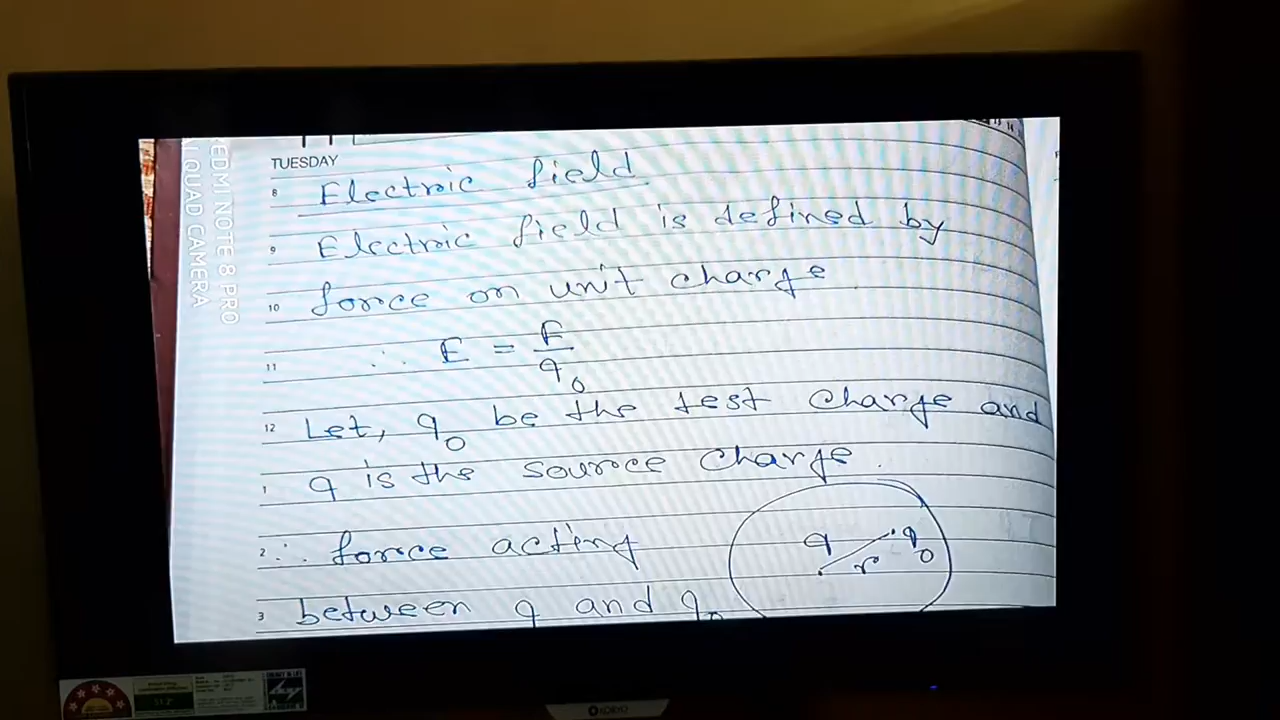 TUESDAY
8 Electric field
9 Electric field is defined by
10 force on unit charge
11 ∴ E = F/q₀
12 Let, q₀ be the test charge and
1 q is the source charge.
2 ∴ force acting
q r q₀
3 between q and q₀
REDMI NOTE 8 PRO
AI QUAD CAMERA